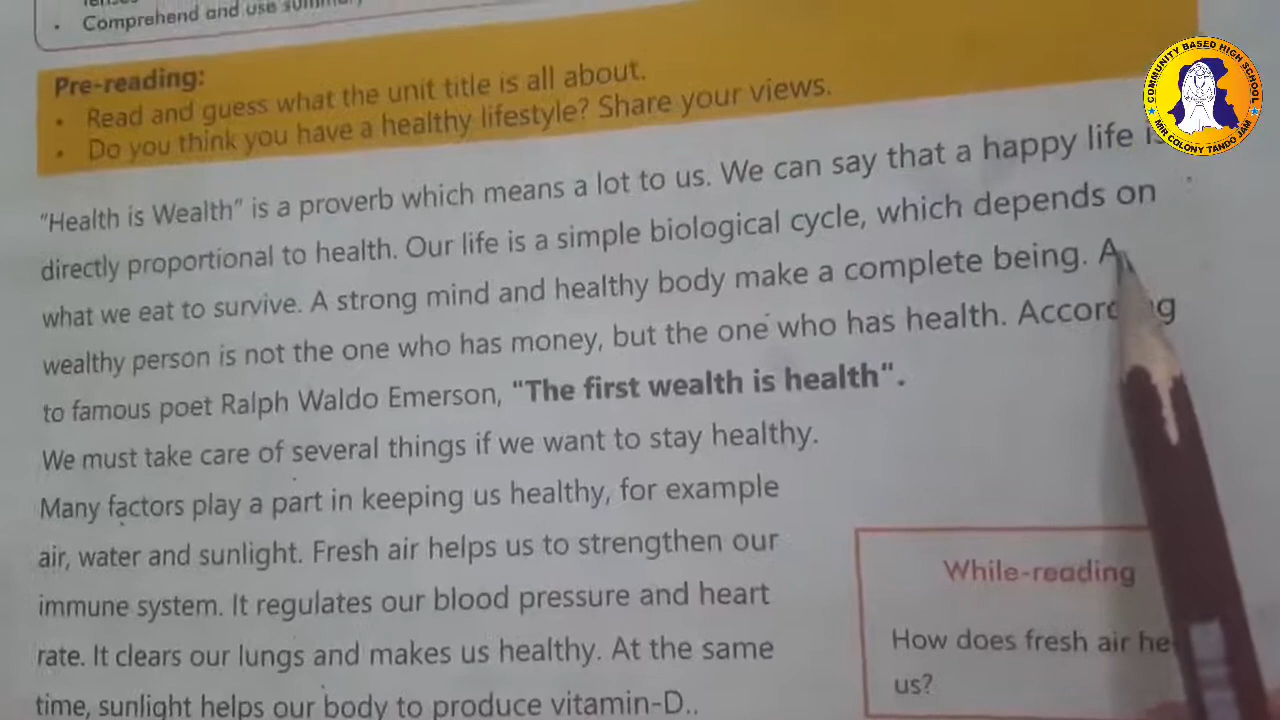 Comprehend and use
Pre-reading:
• Read and guess what the unit title is all about.
• Do you think you have a healthy lifestyle? Share your views.
"Health is Wealth" is a proverb which means a lot to us. We can say that a happy life is
directly proportional to health. Our life is a simple biological cycle, which depends on
what we eat to survive. A strong mind and healthy body make a complete being. A
wealthy person is not the one who has money, but the one who has health. According
to famous poet Ralph Waldo Emerson, "The first wealth is health".
We must take care of several things if we want to stay healthy.
Many factors play a part in keeping us healthy, for example
air, water and sunlight. Fresh air helps us to strengthen our
immune system. It regulates our blood pressure and heart
rate. It clears our lungs and makes us healthy. At the same
time, sunlight helps our body to produce vitamin-D..
While-reading
How does fresh air
us?
COMMUNITY BASED HIGH SCHOOL
MIR COLONY TANDO JAM